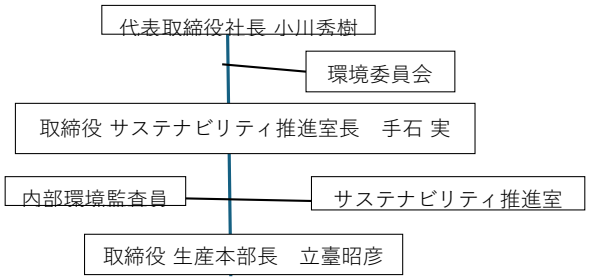 代表取締役社長 小川秀樹
環境委員会
取締役 サステナビリティ推進室長　手石 実
内部環境監査員
サステナビリティ推進室
取締役 生産本部長　立臺昭彦